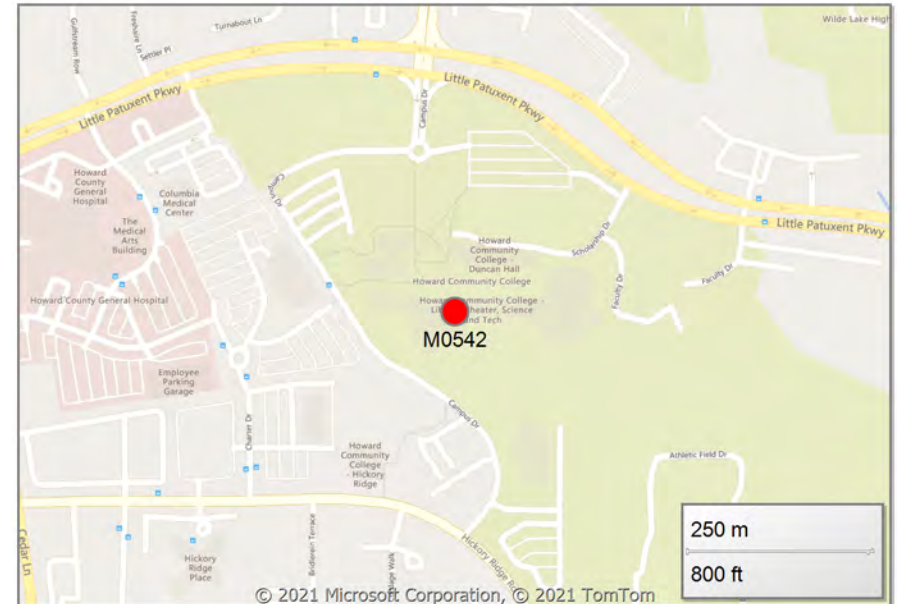 Turnabout Ln
Wilde Lake High
Gulfstream Row
Freshaire Ln
Settler Pl
Little Patuxent Pkwy
Little Patuxent Pkwy
Campus Dr
Howard
County
General
Hospital
Columbia
Medical
Center
Campus Dr
The
Medical
Arts
Building
Little Patuxent Pkwy
Scholarship Dr
Howard
Community
College -
Duncan Hall
Howard Community College
Faculty Dr
Faculty Dr
Howard County General Hospital
Community College -
Theater, Science
and Tech
M0542
Employee
Parking
Garage
Campus Dr
Charter Dr
Howard
Community
College
- Hickory
Ridge
Athletic Field Dr
250 m
800 ft
Cedar Ln
Bridlerein Terrace
Hickory
Ridge
Place
Hickory Ridge
© 2021 Microsoft Corporation, © 2021 TomTom